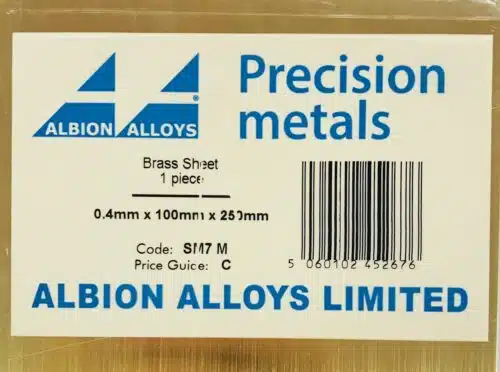 Precision
metals
ALBION ALLOYS®
Brass Sheet
1 piece
0.4mm x 100mm x 250mm
Code: SM7 M
Price Guide: C
5 060102 452676
ALBION ALLOYS LIMITED